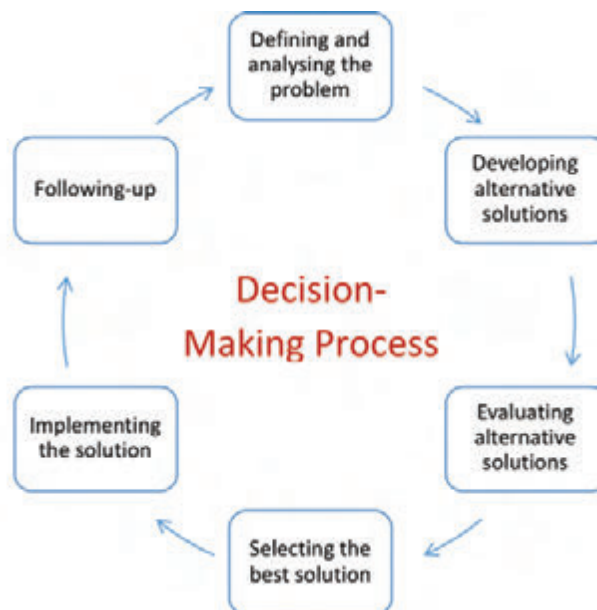 Defining and
analysing the
problem
Developing
alternative
solutions
Evaluating
alternative
solutions
Selecting the
best solution
Implementing
the solution
Following-up
Decision-
Making Process